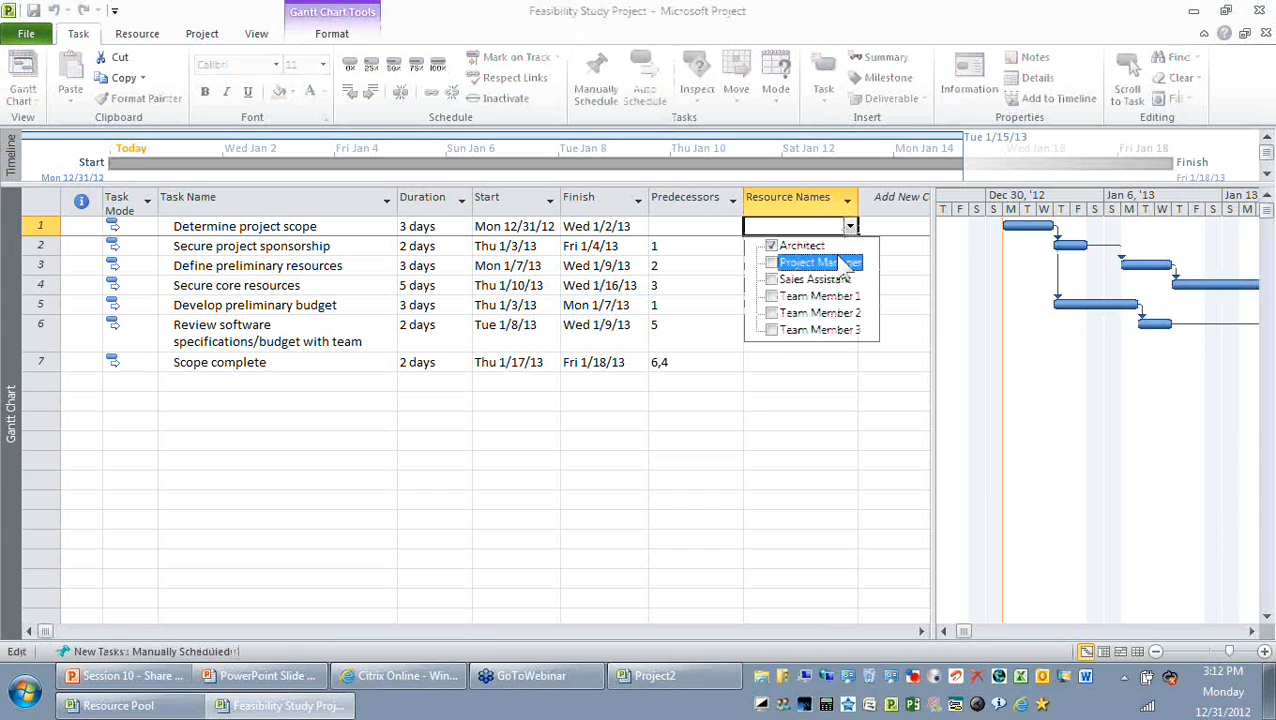 Feasibility Study Project - Microsoft Project
Gantt Chart Tools
File Task Resource Project View Format
Cut
Copy
Format Painter
Paste
Gantt
Chart
View
Clipboard
Calibri 11
B I U A
Font
0% 25% 50% 75% 100%
Mark on Track
Respect Links
Inactivate
Schedule
Manually
Schedule
Auto
Schedule
Inspect
Move
Mode
Tasks
Task
Summary
Milestone
Deliverable
Insert
Information
Notes
Details
Add to Timeline
Properties
Scroll
to Task
Find
Clear
Fill
Editing
Timeline
Tue 1/15/13
Today Wed Jan 2 Fri Jan 4 Sun Jan 6 Tue Jan 8 Thu Jan 10 Sat Jan 12 Mon Jan 14 Wed Jan 16 Fri Jan 18
Start
Mon 12/31/12
Finish
Fri 1/18/13
Task
Mode
Task Name Duration Start Finish Predecessors Resource Names Add New C
Dec 30, '12 Jan 6, '13 Jan 13
T F S S M T W T F S S M T W T F S S M T
1 Determine project scope 3 days Mon 12/31/12 Wed 1/2/13
2 Secure project sponsorship 2 days Thu 1/3/13 Fri 1/4/13 1
3 Define preliminary resources 3 days Mon 1/7/13 Wed 1/9/13 2
4 Secure core resources 5 days Thu 1/10/13 Wed 1/16/13 3
5 Develop preliminary budget 3 days Thu 1/3/13 Mon 1/7/13 1
6 Review software
specifications/budget with team 2 days Tue 1/8/13 Wed 1/9/13 5
7 Scope complete 2 days Thu 1/17/13 Fri 1/18/13 6,4
Architect
Project Manager
Sales Assistant
Team Member 1
Team Member 2
Team Member 3
Gantt Chart
Edit New Tasks : Manually Scheduled
Session 10 - Share ... PowerPoint Slide ... Citrix Online - Win... GoToWebinar Project2
Resource Pool Feasibility Study Proj...
3:12 PM
Monday
12/31/2012